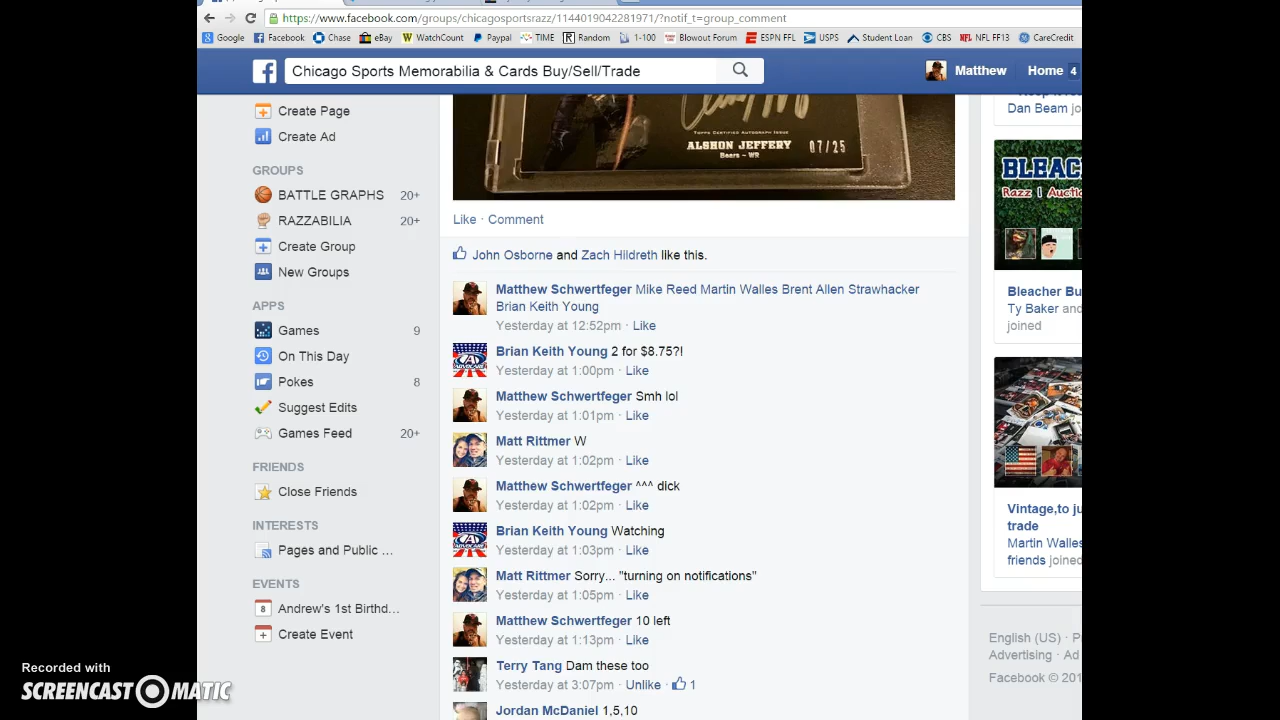 https://www.facebook.com/groups/chicagosportsrazz/1144019042281971/?notif_t=group_comment
Google Facebook Chase eBay WatchCount Paypal TIME Random 1-100 Blowout Forum ESPN FFL USPS Student Loan CBS NFL FF13 CareCredit
Chicago Sports Memorabilia & Cards Buy/Sell/Trade
Matthew Home 4
Create Page
Create Ad
GROUPS
BATTLE GRAPHS 20+
RAZZABILIA 20+
Create Group
New Groups
APPS
Games 9
On This Day
Pokes 8
Suggest Edits
Games Feed 20+
FRIENDS
Close Friends
INTERESTS
Pages and Public ...
EVENTS
8 Andrew's 1st Birthd...
Create Event
TOPPS CERTIFIED AUTOGRAPH ISSUE
ALSHON JEFFERY 07/25
Bears - WR
Like · Comment
John Osborne and Zach Hildreth like this.
Matthew Schwertfeger Mike Reed Martin Walles Brent Allen Strawhacker
Brian Keith Young
Yesterday at 12:52pm · Like
Brian Keith Young 2 for $8.75?!
Yesterday at 1:00pm · Like
Matthew Schwertfeger Smh lol
Yesterday at 1:01pm · Like
Matt Rittmer W
Yesterday at 1:02pm · Like
Matthew Schwertfeger ^^^ dick
Yesterday at 1:02pm · Like
Brian Keith Young Watching
Yesterday at 1:03pm · Like
Matt Rittmer Sorry... "turning on notifications"
Yesterday at 1:05pm · Like
Matthew Schwertfeger 10 left
Yesterday at 1:13pm · Like
Terry Tang Dam these too
Yesterday at 3:07pm · Unlike · 1
Jordan McDaniel 1,5,10
Dan Beam jo
BLEAC
Razz | Aucti
Bleacher Bu
Ty Baker and
joined
Vintage,to ju
trade
Martin Walles
friends joined
English (US) · P
Advertising · Ad
Facebook © 201
Recorded with
SCREENCAST MATIC